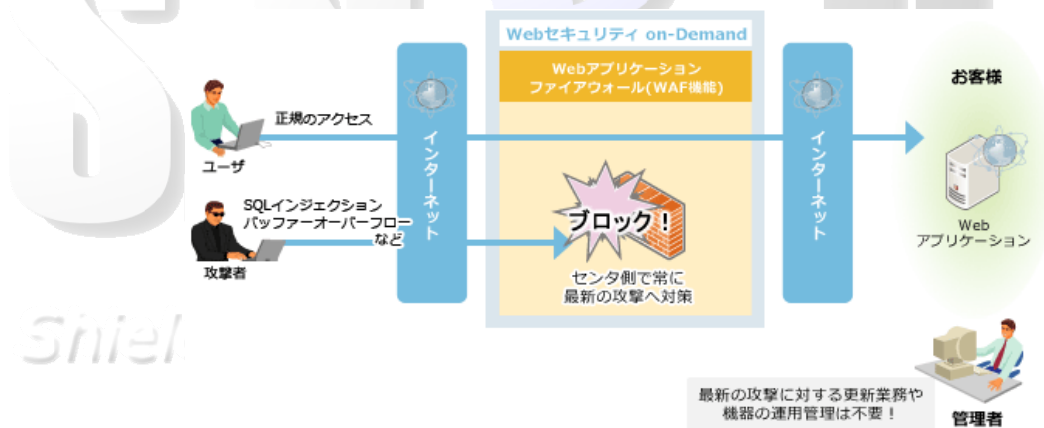 Webセキュリティ on-Demand
Webアプリケーション
ファイアウォール(WAF機能)
お客様
正規のアクセス
ユーザ
インターネット
インターネット
SQLインジェクション
バッファーオーバーフロー
など
攻撃者
ブロック！
センタ側で常に
最新の攻撃へ対策
Web
アプリケーション
Shiel
最新の攻撃に対する更新業務や
機器の運用管理は不要！
管理者